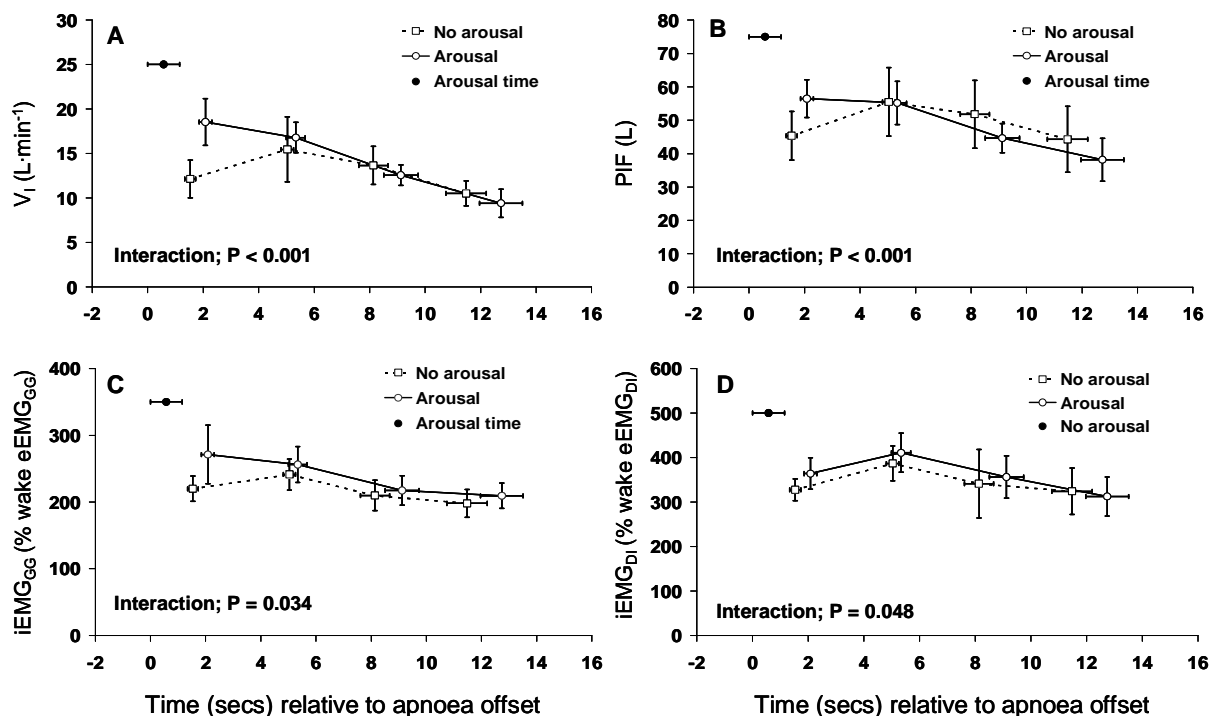 A
No arousal
Arousal
Arousal time
V_I (L·min⁻¹)
30
25
20
15
10
5
0
Interaction; P < 0.001
-2 0 2 4 6 8 10 12 14 16
B
No arousal
Arousal
Arousal time
PIF (L)
80
70
60
50
40
30
20
10
0
Interaction; P < 0.001
-2 0 2 4 6 8 10 12 14 16
C
No arousal
Arousal
Arousal time
iEMG_GG (% wake eEMG_GG)
400
300
200
100
0
Interaction; P = 0.034
-2 0 2 4 6 8 10 12 14 16
Time (secs) relative to apnoea offset
D
No arousal
Arousal
No arousal
iEMG_DI (% wake eEMG_DI)
600
500
400
300
200
100
0
Interaction; P = 0.048
-2 0 2 4 6 8 10 12 14 16
Time (secs) relative to apnoea offset